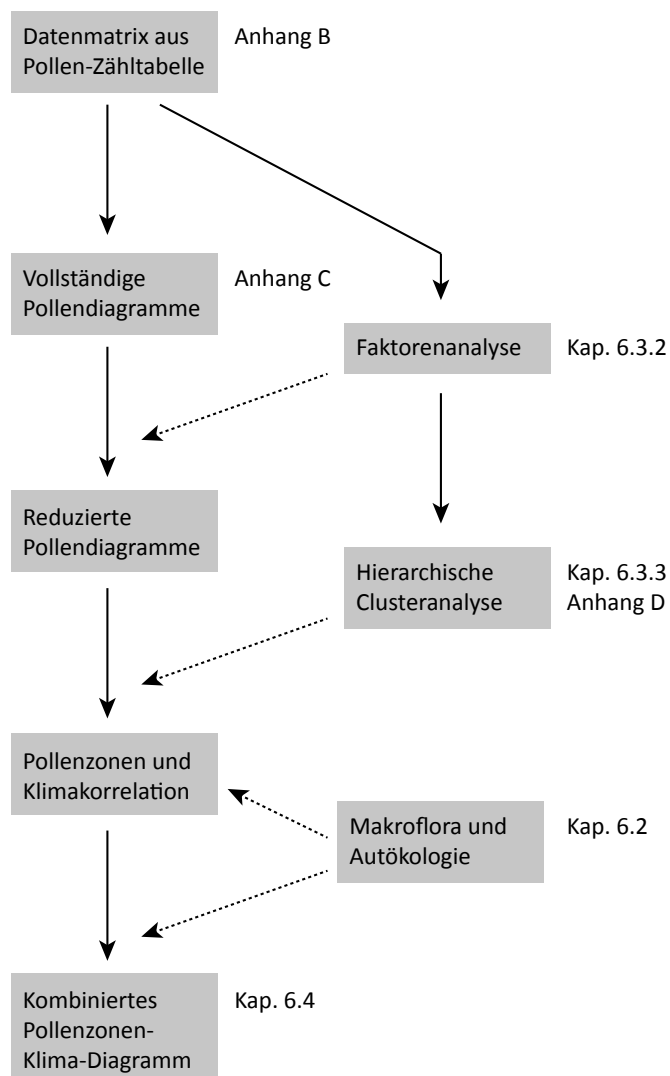 Datenmatrix aus
Pollen-Zähltabelle
Anhang B
Vollständige
Pollendiagramme
Anhang C
Faktorenanalyse
Kap. 6.3.2
Reduzierte
Pollendiagramme
Hierarchische
Clusteranalyse
Kap. 6.3.3
Anhang D
Pollenzonen und
Klimakorrelation
Makroflora und
Autökologie
Kap. 6.2
Kombiniertes
Pollenzonen-
Klima-Diagramm
Kap. 6.4